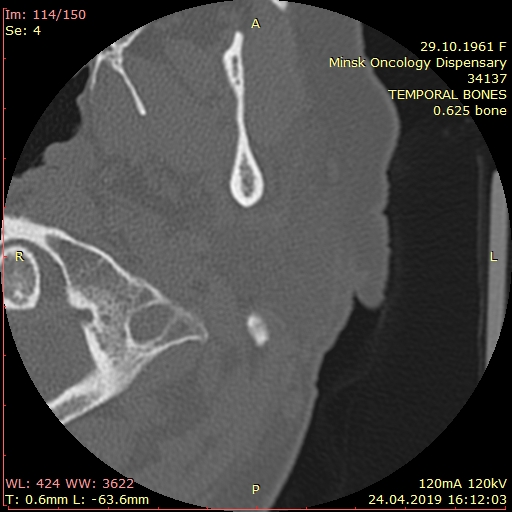 Im: 114/150
Se: 4
A
29.10.1961 F
Minsk Oncology Dispensary
34137
TEMPORAL BONES
0.625 bone
R
L
WL: 424 WW: 3622
T: 0.6mm L: -63.6mm
P
120mA 120kV
24.04.2019 16:12:03